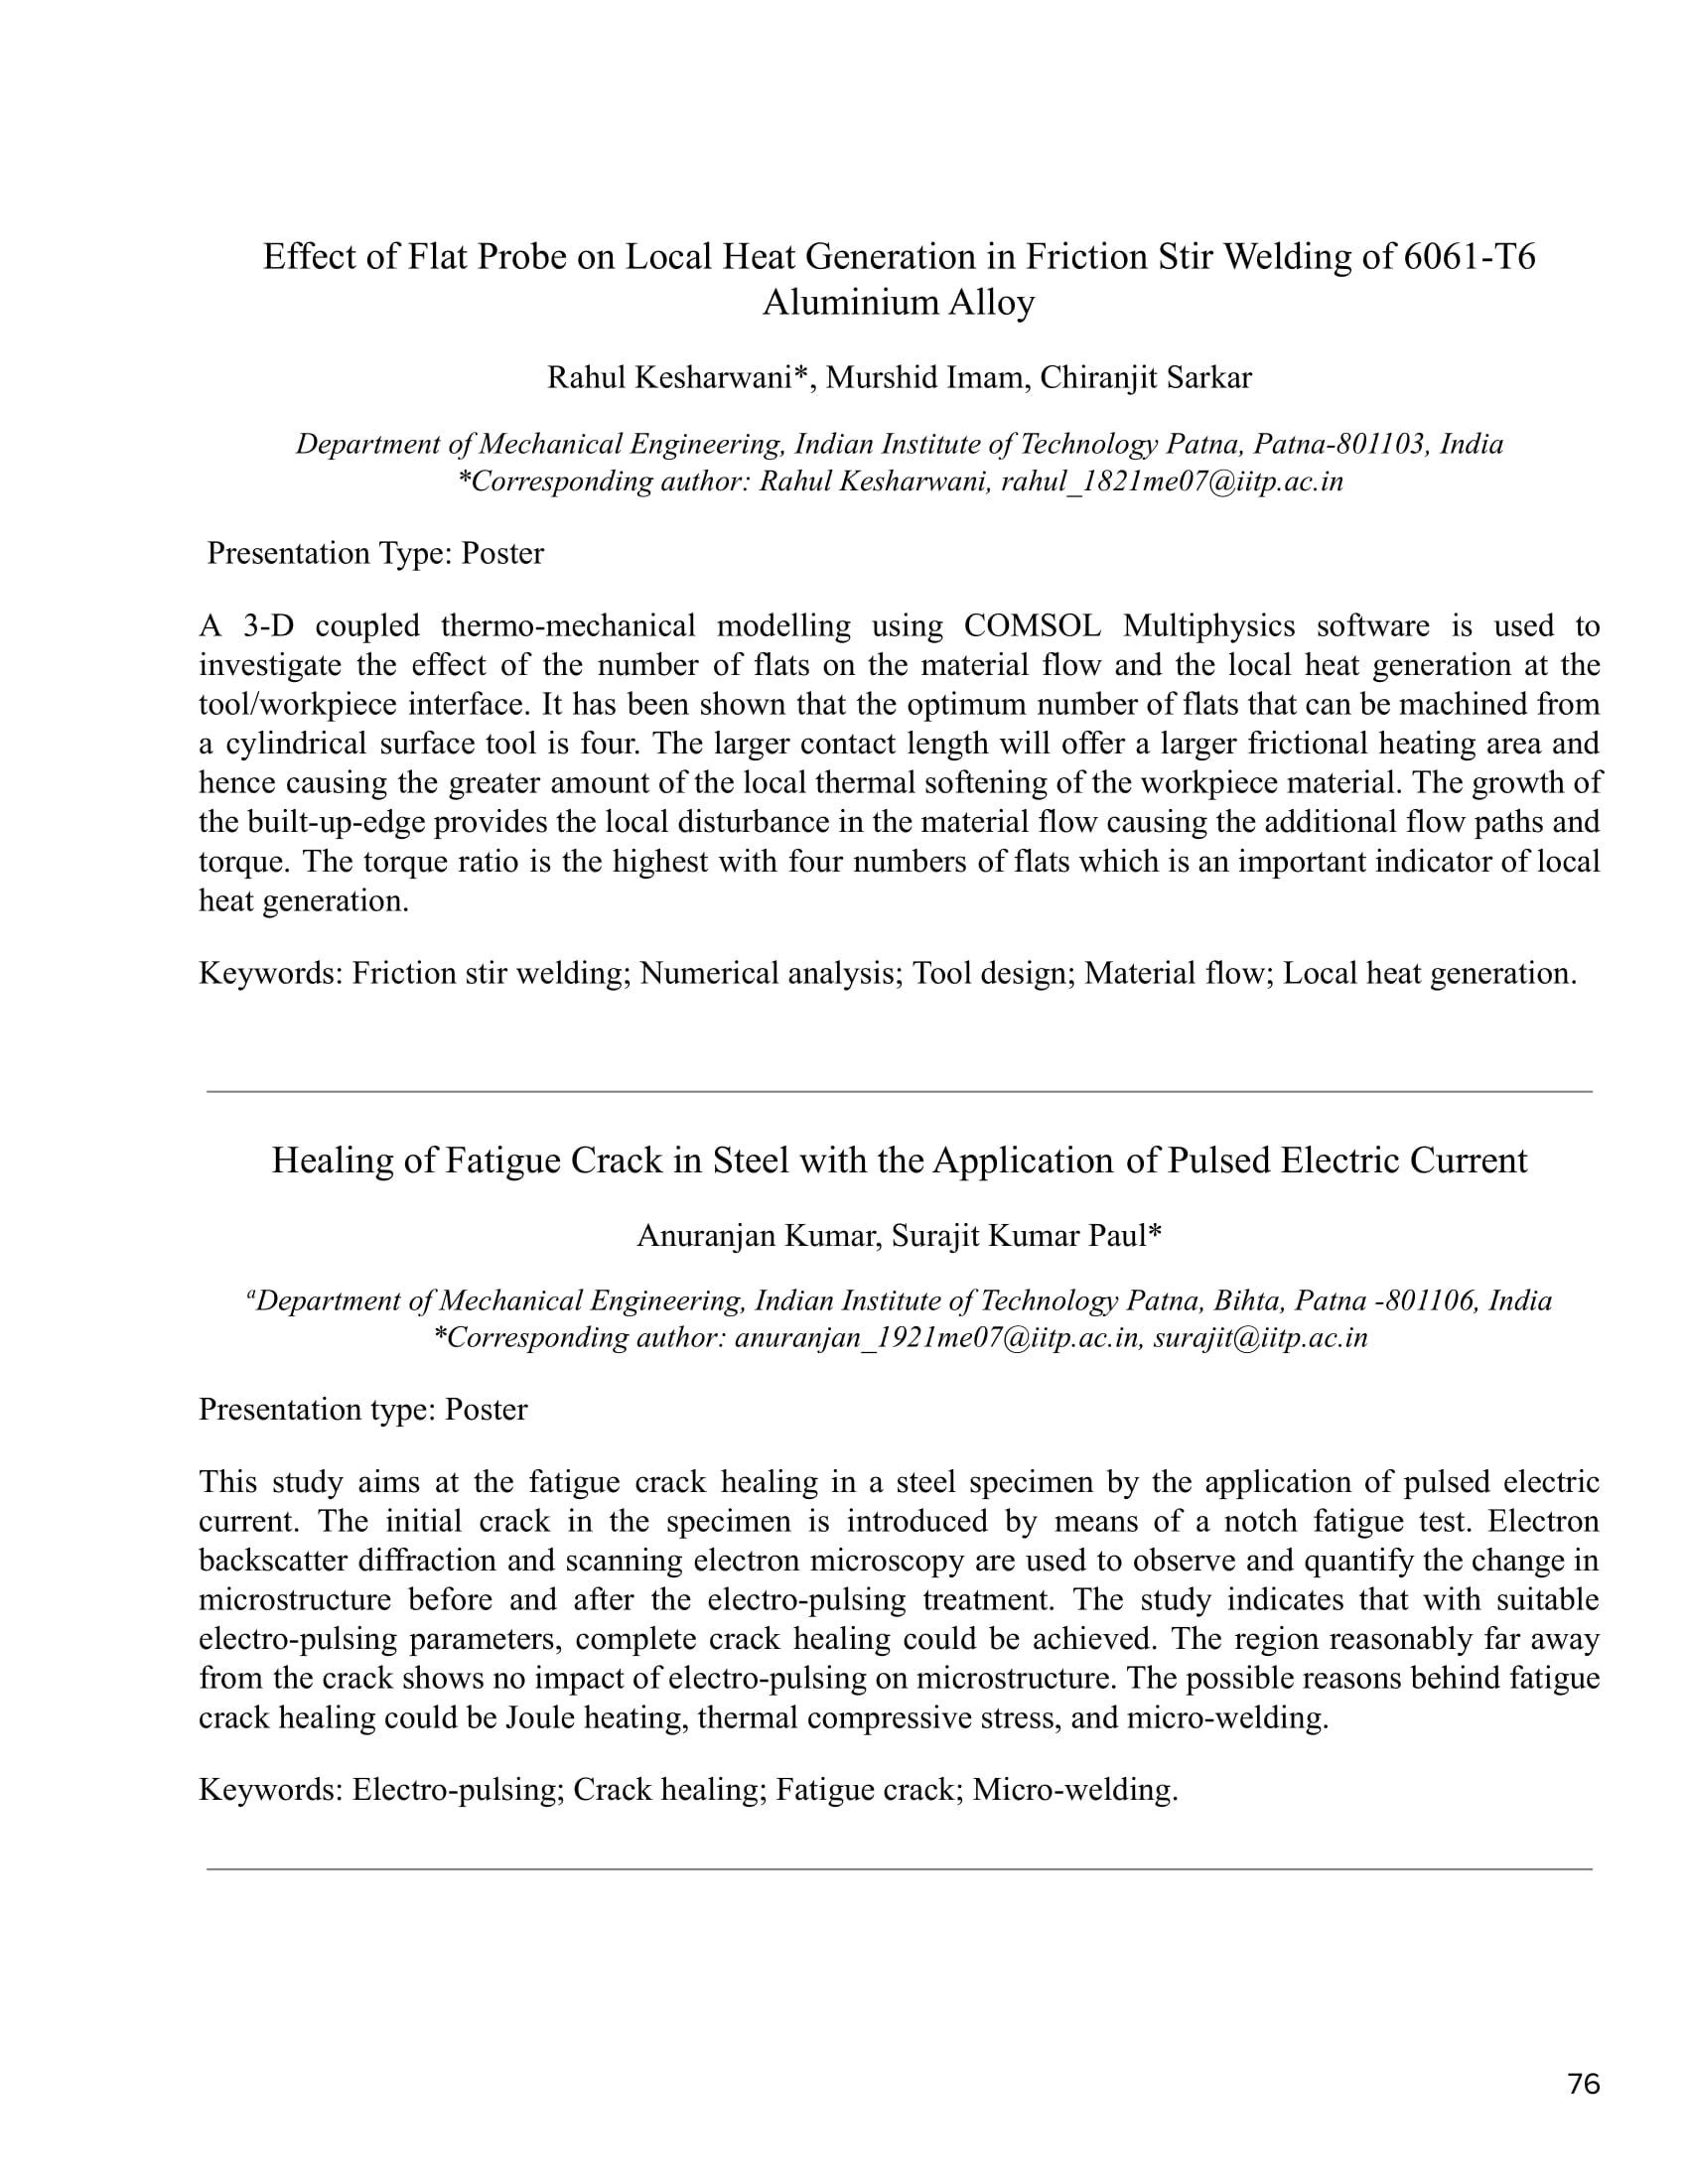 Effect of Flat Probe on Local Heat Generation in Friction Stir Welding of 6061-T6
Aluminium Alloy
Rahul Kesharwani*, Murshid Imam, Chiranjit Sarkar
Department of Mechanical Engineering, Indian Institute of Technology Patna, Patna-801103, India
*Corresponding author: Rahul Kesharwani, rahul_1821me07@iitp.ac.in
Presentation Type: Poster
A 3-D coupled thermo-mechanical modelling using COMSOL Multiphysics software is used to
investigate the effect of the number of flats on the material flow and the local heat generation at the
tool/workpiece interface. It has been shown that the optimum number of flats that can be machined from
a cylindrical surface tool is four. The larger contact length will offer a larger frictional heating area and
hence causing the greater amount of the local thermal softening of the workpiece material. The growth of
the built-up-edge provides the local disturbance in the material flow causing the additional flow paths and
torque. The torque ratio is the highest with four numbers of flats which is an important indicator of local
heat generation.
Keywords: Friction stir welding; Numerical analysis; Tool design; Material flow; Local heat generation.
Healing of Fatigue Crack in Steel with the Application of Pulsed Electric Current
Anuranjan Kumar, Surajit Kumar Paul*
aDepartment of Mechanical Engineering, Indian Institute of Technology Patna, Bihta, Patna -801106, India
*Corresponding author: anuranjan_1921me07@iitp.ac.in, surajit@iitp.ac.in
Presentation type: Poster
This study aims at the fatigue crack healing in a steel specimen by the application of pulsed electric
current. The initial crack in the specimen is introduced by means of a notch fatigue test. Electron
backscatter diffraction and scanning electron microscopy are used to observe and quantify the change in
microstructure before and after the electro-pulsing treatment. The study indicates that with suitable
electro-pulsing parameters, complete crack healing could be achieved. The region reasonably far away
from the crack shows no impact of electro-pulsing on microstructure. The possible reasons behind fatigue
crack healing could be Joule heating, thermal compressive stress, and micro-welding.
Keywords: Electro-pulsing; Crack healing; Fatigue crack; Micro-welding.
76